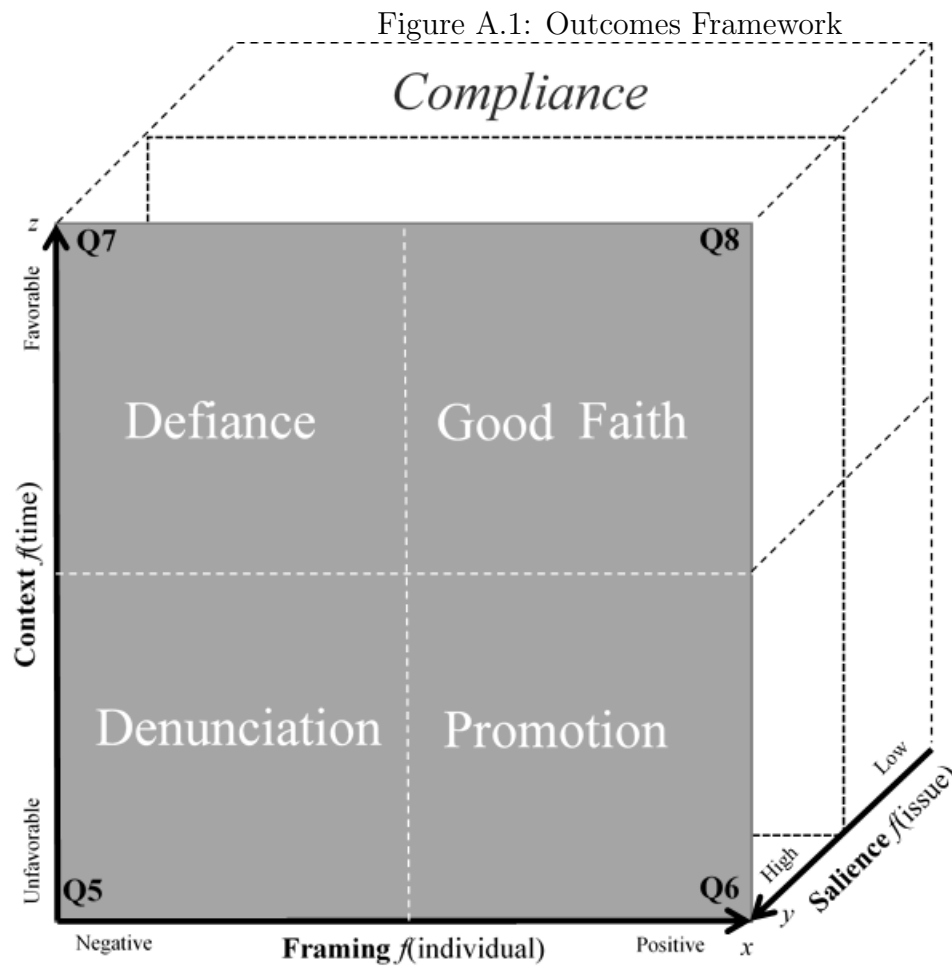 Figure A.1: Outcomes Framework
Compliance
z
Q7
Q8
Favorable
Defiance
Good Faith
Context f(time)
Denunciation
Promotion
Unfavorable
Low
High
Salience f(issue)
Q5
Q6
y
Negative
Framing f(individual)
Positive
x